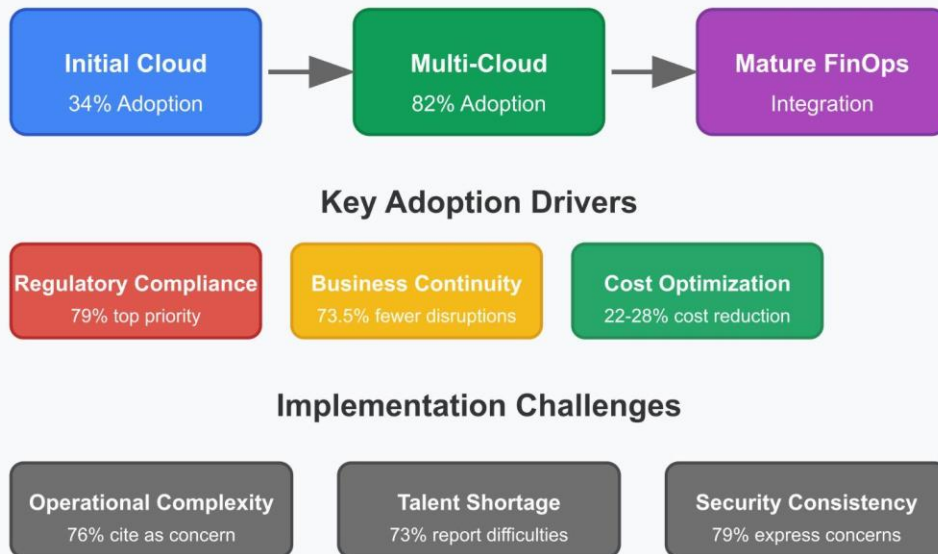 Initial Cloud
34% Adoption
Multi-Cloud
82% Adoption
Mature FinOps
Integration
Key Adoption Drivers
Regulatory Compliance
79% top priority
Business Continuity
73.5% fewer disruptions
Cost Optimization
22-28% cost reduction
Implementation Challenges
Operational Complexity
76% cite as concern
Talent Shortage
73% report difficulties
Security Consistency
79% express concerns